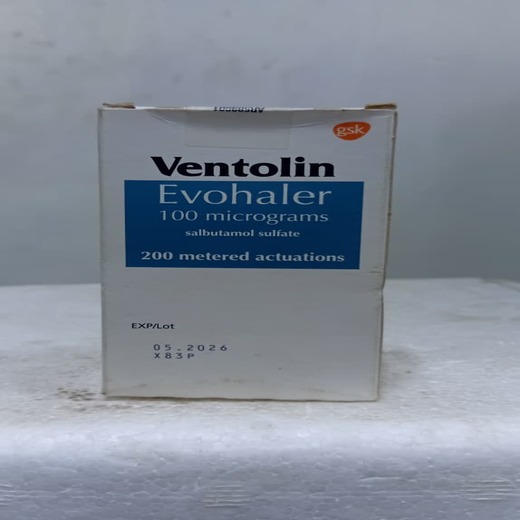 gsk
Ventolin
Evohaler
100 micrograms
salbutamol sulfate
200 metered actuations
EXP/Lot
05.2026
X83P